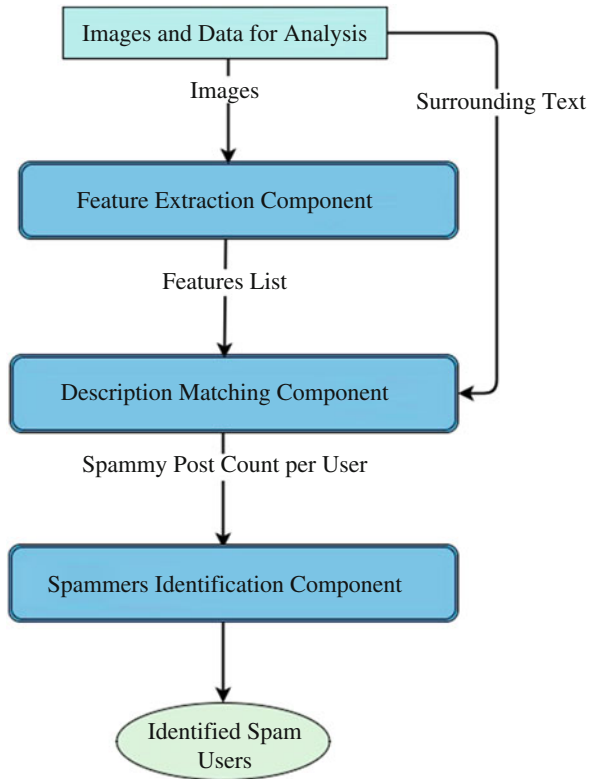 Images and Data for Analysis
Images
Surrounding Text
Feature Extraction Component
Features List
Description Matching Component
Spammy Post Count per User
Spammers Identification Component
Identified Spam
Users